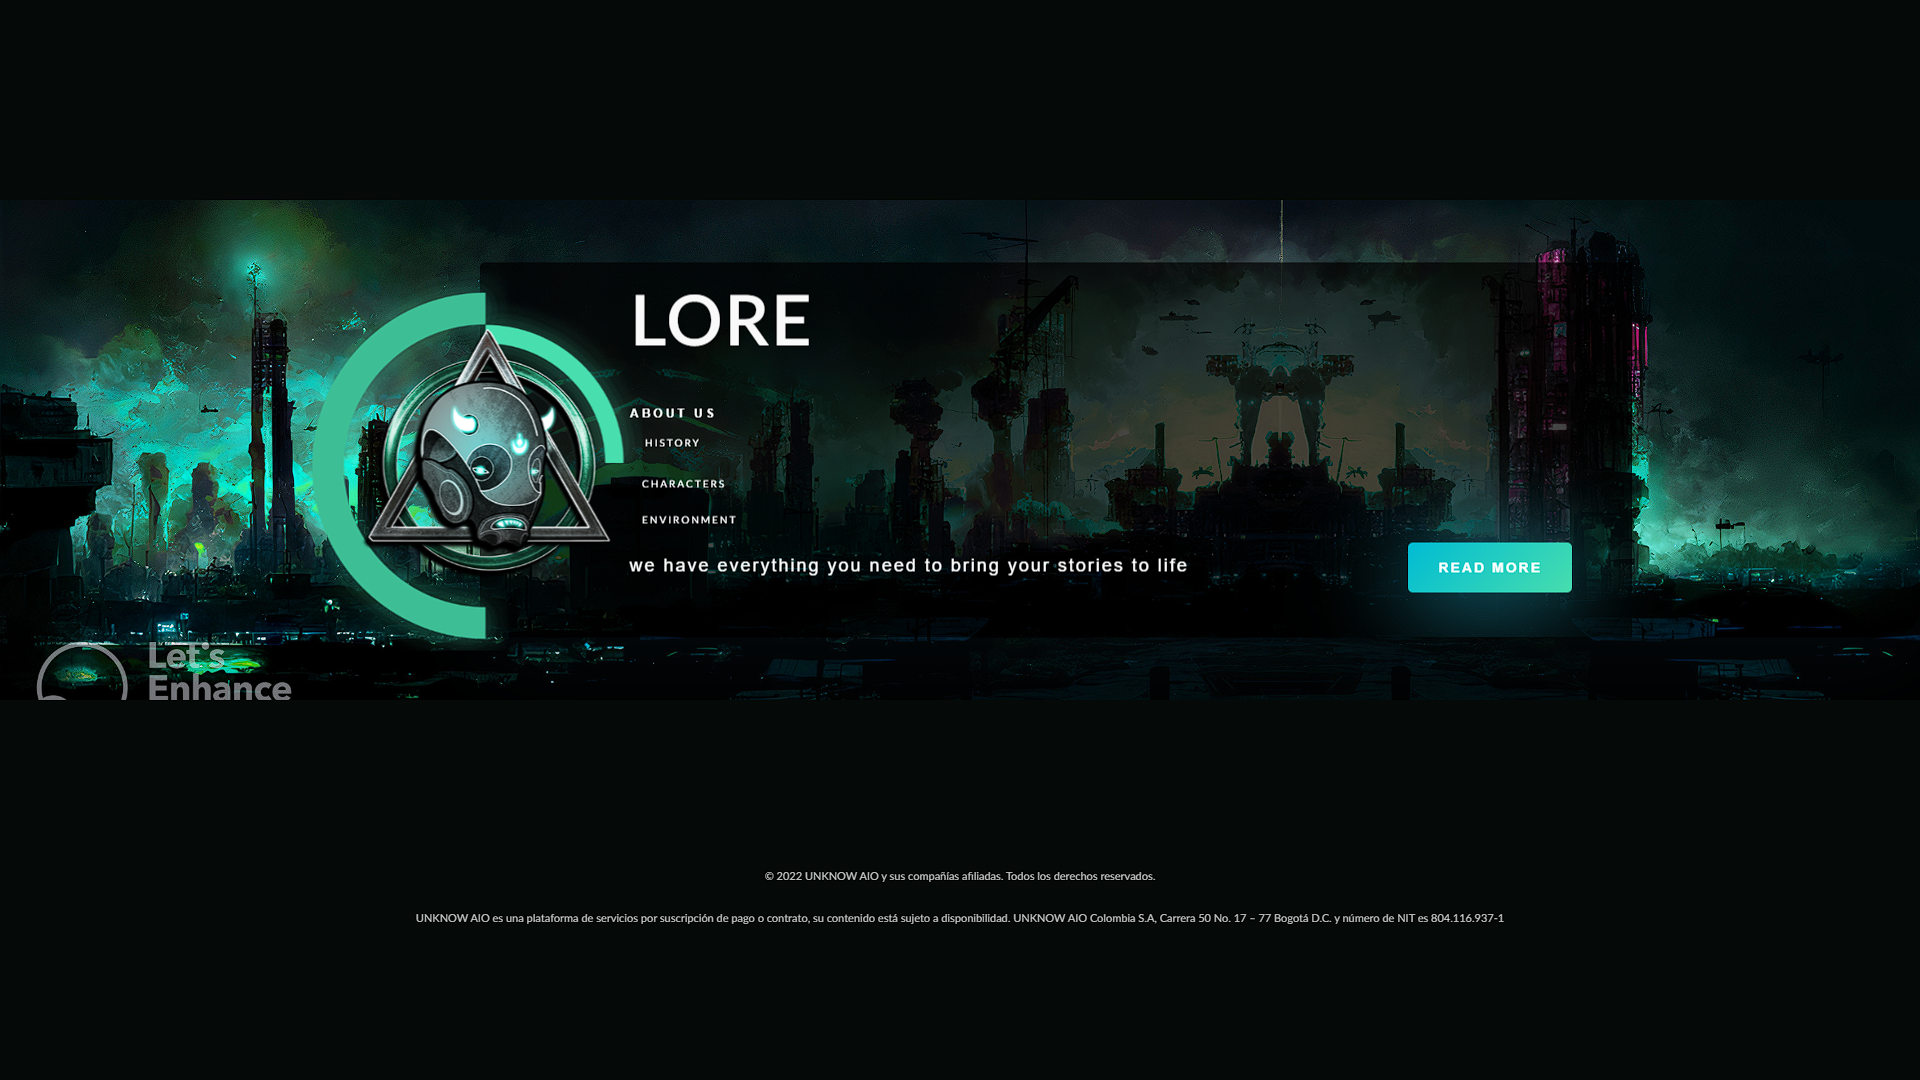 LORE
ABOUT US
HISTORY
CHARACTERS
ENVIRONMENT
we have everything you need to bring your stories to life
READ MORE
Let's
Enhance
© 2022 UNKNOW AIO y sus compañías afiliadas. Todos los derechos reservados.
UNKNOW AIO es una plataforma de servicios por suscripción de pago o contrato, su contenido está sujeto a disponibilidad. UNKNOW AIO Colombia S.A, Carrera 50 No. 17 – 77 Bogotá D.C. y número de NIT es 804.116.937-1